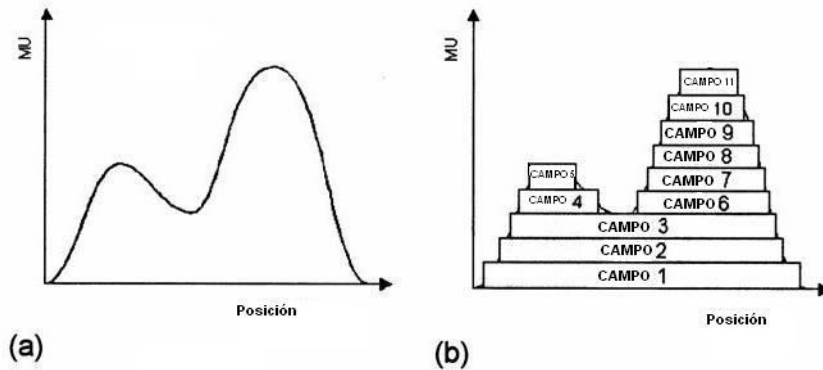 MU
Posición
(a)
MU
CAMPO 11
CAMPO 10
CAMPO 9
CAMPO 8
CAMPO 5
CAMPO 7
CAMPO 4
CAMPO 6
CAMPO 3
CAMPO 2
CAMPO 1
Posición
(b)